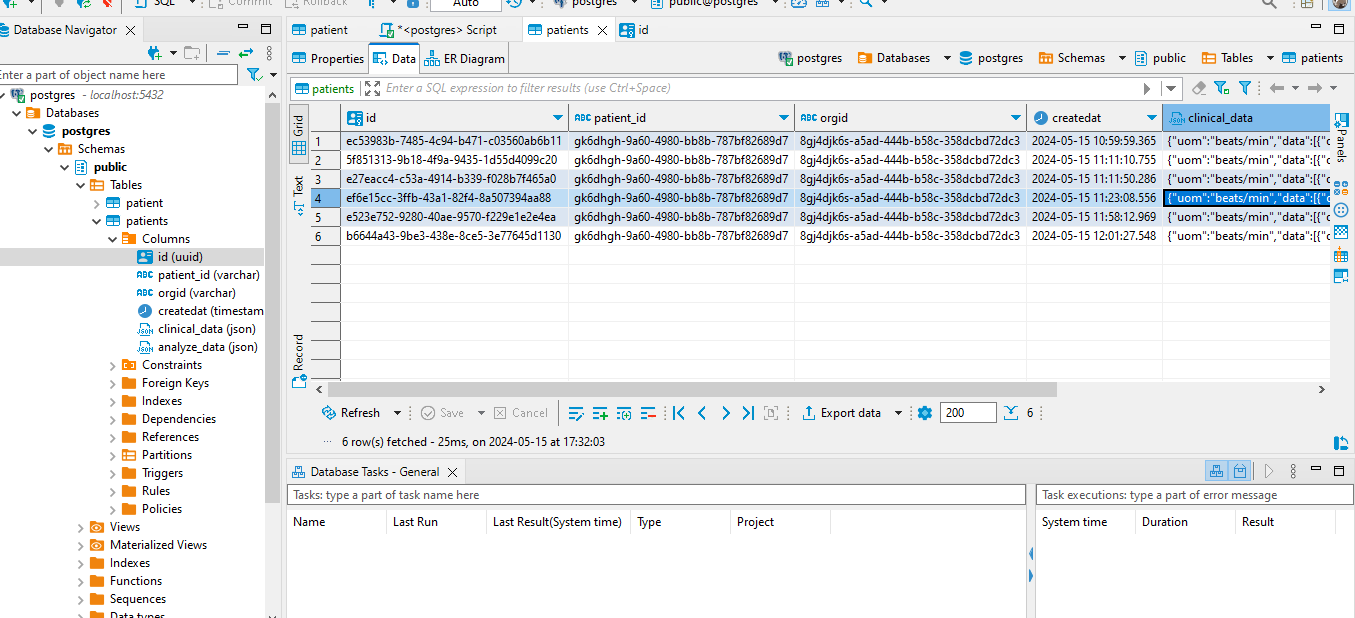 SQL Commit Rollback Auto postgres public@postgres
Database Navigator
patient *<postgres> Script patients id
Enter a part of object name here
Properties Data ER Diagram postgres Databases postgres Schemas public Tables patients
patients Enter a SQL expression to filter results (use Ctrl+Space)
postgres - localhost:5432
Databases
postgres
Schemas
public
Tables
patient
patients
Columns
id (uuid)
patient_id (varchar)
orgid (varchar)
createdat (timestam
clinical_data (json)
analyze_data (json)
Constraints
Foreign Keys
Indexes
Dependencies
References
Partitions
Triggers
Rules
Policies
Views
Materialized Views
Indexes
Functions
Sequences
Data types
Grid
Text
Record
id patient_id orgid createdat clinical_data
1 ec53983b-7485-4c94-b471-c03560ab6b11 gk6dhgh-9a60-4980-bb8b-787bf82689d7 8gj4djk6s-a5ad-444b-b58c-358dcbd72dc3 2024-05-15 10:59:59.365 {"uom":"beats/min","data":[{"c
2 5f851313-9b18-4f9a-9435-1d55d4099c20 gk6dhgh-9a60-4980-bb8b-787bf82689d7 8gj4djk6s-a5ad-444b-b58c-358dcbd72dc3 2024-05-15 11:11:10.755 {"uom":"beats/min","data":[{"c
3 e27eacc4-c53a-4914-b339-f028b7f465a0 gk6dhgh-9a60-4980-bb8b-787bf82689d7 8gj4djk6s-a5ad-444b-b58c-358dcbd72dc3 2024-05-15 11:11:50.286 {"uom":"beats/min","data":[{"c
4 ef6e15cc-3ffb-43a1-82f4-8a507394aa88 gk6dhgh-9a60-4980-bb8b-787bf82689d7 8gj4djk6s-a5ad-444b-b58c-358dcbd72dc3 2024-05-15 11:23:08.556 {"uom":"beats/min","data":[{"c
5 e523e752-9280-40ae-9570-f229e1e2e4ea gk6dhgh-9a60-4980-bb8b-787bf82689d7 8gj4djk6s-a5ad-444b-b58c-358dcbd72dc3 2024-05-15 11:58:12.969 {"uom":"beats/min","data":[{"c
6 b6644a43-9be3-438e-8ce5-3e77645d1130 gk6dhgh-9a60-4980-bb8b-787bf82689d7 8gj4djk6s-a5ad-444b-b58c-358dcbd72dc3 2024-05-15 12:01:27.548 {"uom":"beats/min","data":[{"c
Panels
Refresh Save Cancel Export data 200 6
6 row(s) fetched - 25ms, on 2024-05-15 at 17:32:03
Database Tasks - General
Tasks: type a part of task name here
Name Last Run Last Result(System time) Type Project
Task executions: type a part of error message
System time Duration Result